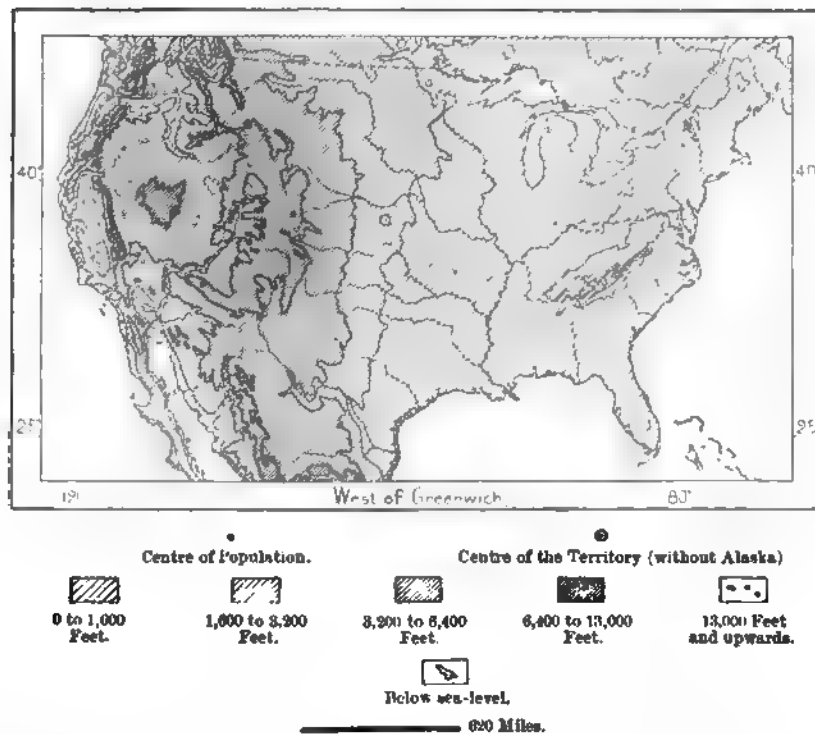 40°
40
25°
25
West of Greenwich
80°
Centre of Population.
Centre of the Territory (without Alaska)
0 to 1,600
Feet.
1,600 to 3,200
Feet.
3,200 to 6,400
Feet.
6,400 to 13,000
Feet.
13,000 Feet
and upwards.
Below sea-level.
620 Miles.